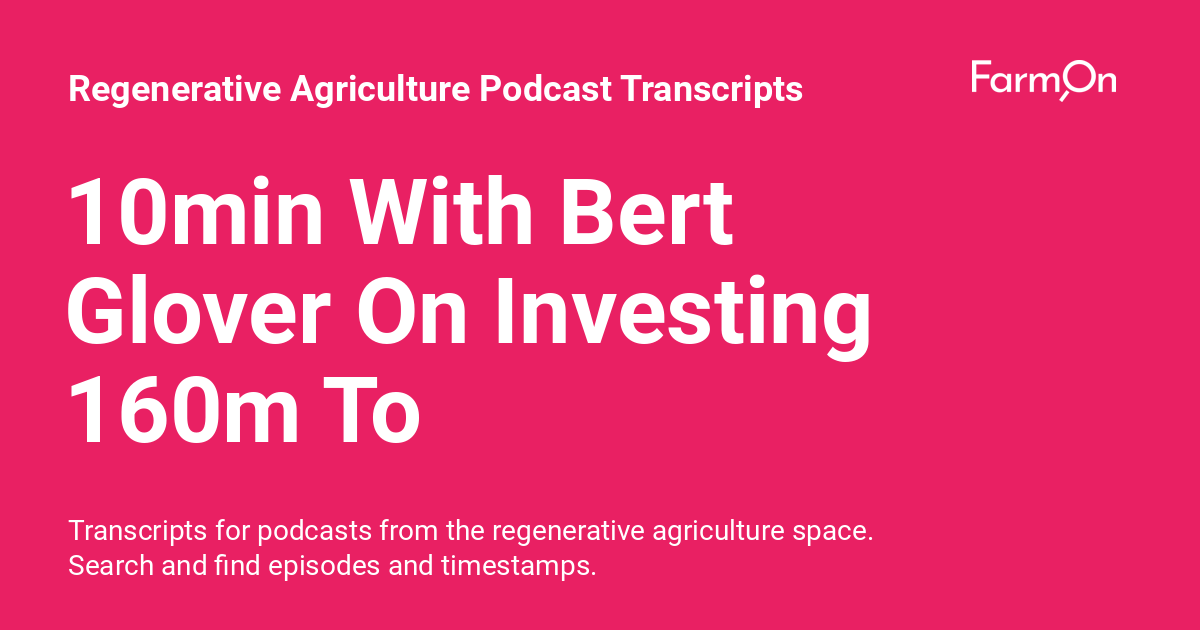 Regenerative Agriculture Podcast Transcripts
FarmOn
10min With Bert
Glover On Investing
160m To
Transcripts for podcasts from the regenerative agriculture space.
Search and find episodes and timestamps.